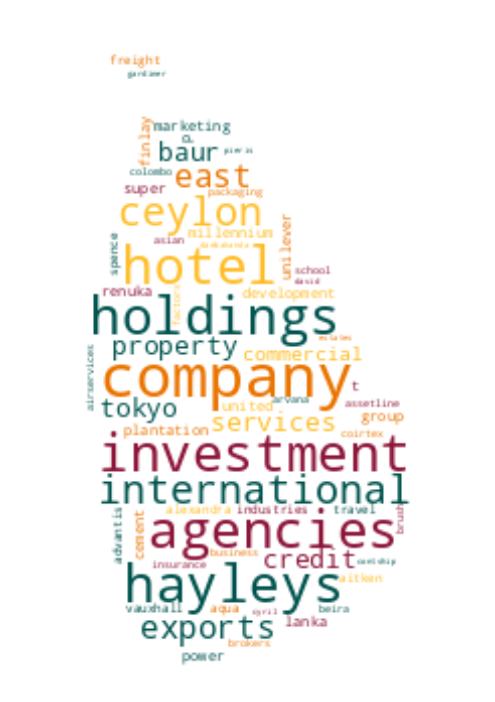 freight
gardiner
finlay
marketing
a.
baur
pieris
colombo
east
super
packaging
ceylon
millennium
unilever
spence
asian
hotel
school
david
renuka
factors
development
holdings
estates
property
commercial
airservices
company
t
tokyo
united
arvana
assetline
services
group
plantation
coirtex
investment
international
advantis
cement
alexandra
industries
travel
brush
agencies
business
credit
insurance
contship
hayleys
aitken
vauxhall
aqua
cyril
beira
exports
lanka
brokers
power